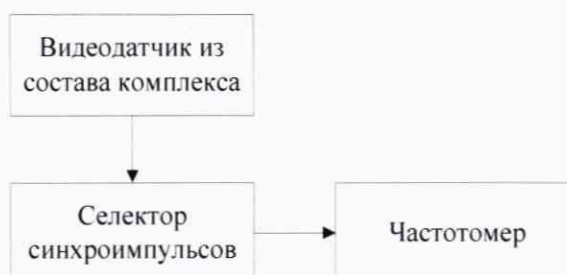 Видеодатчик из
состава комплекса
Селектор
синхроимпульсов
Частотомер